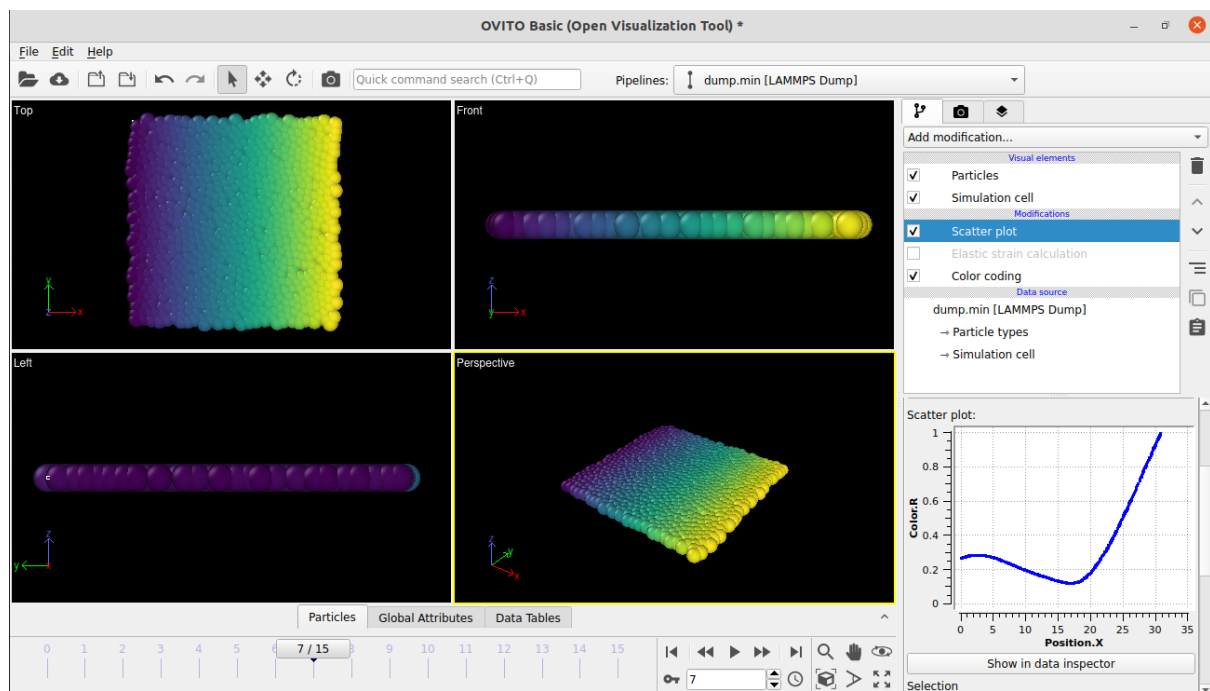 OVITO Basic (Open Visualization Tool) *
File Edit Help
Quick command search (Ctrl+Q)
Pipelines:
dump.min [LAMMPS Dump]
Top
y
z
x
Front
z
y
x
Left
z
y
x
Perspective
z
y
x
Add modification...
Visual elements
Particles
Simulation cell
Modifications
Scatter plot
Elastic strain calculation
Color coding
Data source
dump.min [LAMMPS Dump]
→ Particle types
→ Simulation cell
Scatter plot:
1
0.8
0.6
0.4
0.2
0
Color.R
0 5 10 15 20 25 30 35
Position.X
Show in data inspector
Selection
Particles Global Attributes Data Tables
0 1 2 3 4 5 6 7 / 15 8 9 10 11 12 13 14 15
7